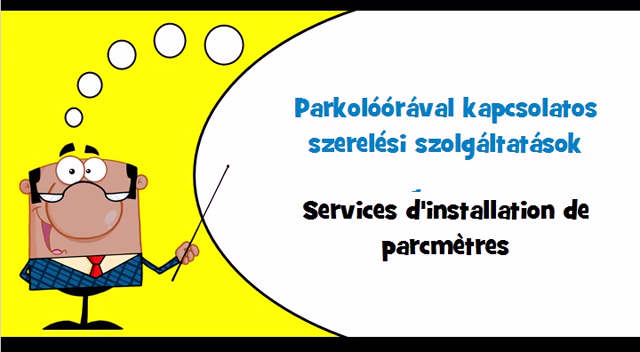 Parkolóórával kapcsolatos
szerelési szolgáltatások
Services d'installation de
parcmètres